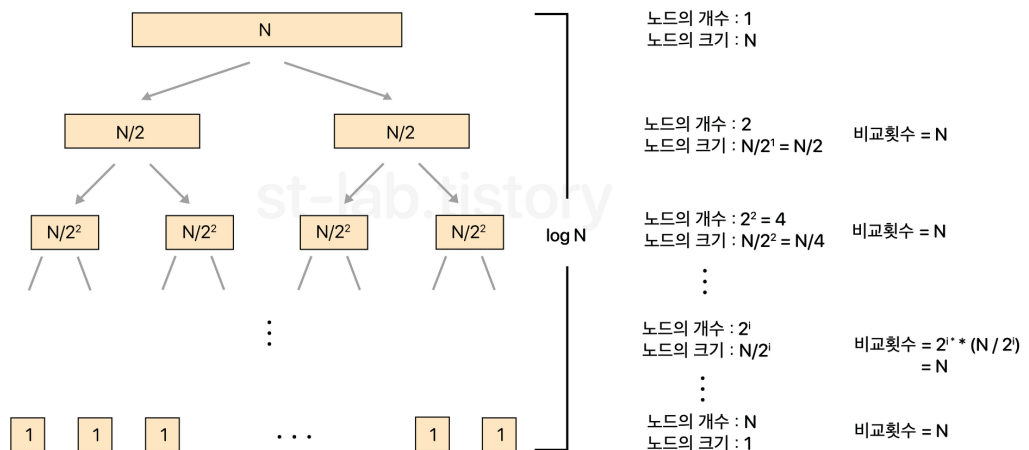 N
노드의 개수 : 1
노드의 크기 : N
N/2
N/2
노드의 개수 : 2
노드의 크기 : N/2¹ = N/2
비교횟수 = N
st-lab.tistory
N/2²
N/2²
N/2²
N/2²
log N
노드의 개수 : 2² = 4
노드의 크기 : N/2² = N/4
비교횟수 = N
노드의 개수 : 2ⁱ
노드의 크기 : N/2ⁱ
비교횟수 = 2ⁱ* * (N / 2ⁱ)
= N
1
1
1
· · ·
1
1
노드의 개수 : N
노드의 크기 : 1
비교횟수 = N